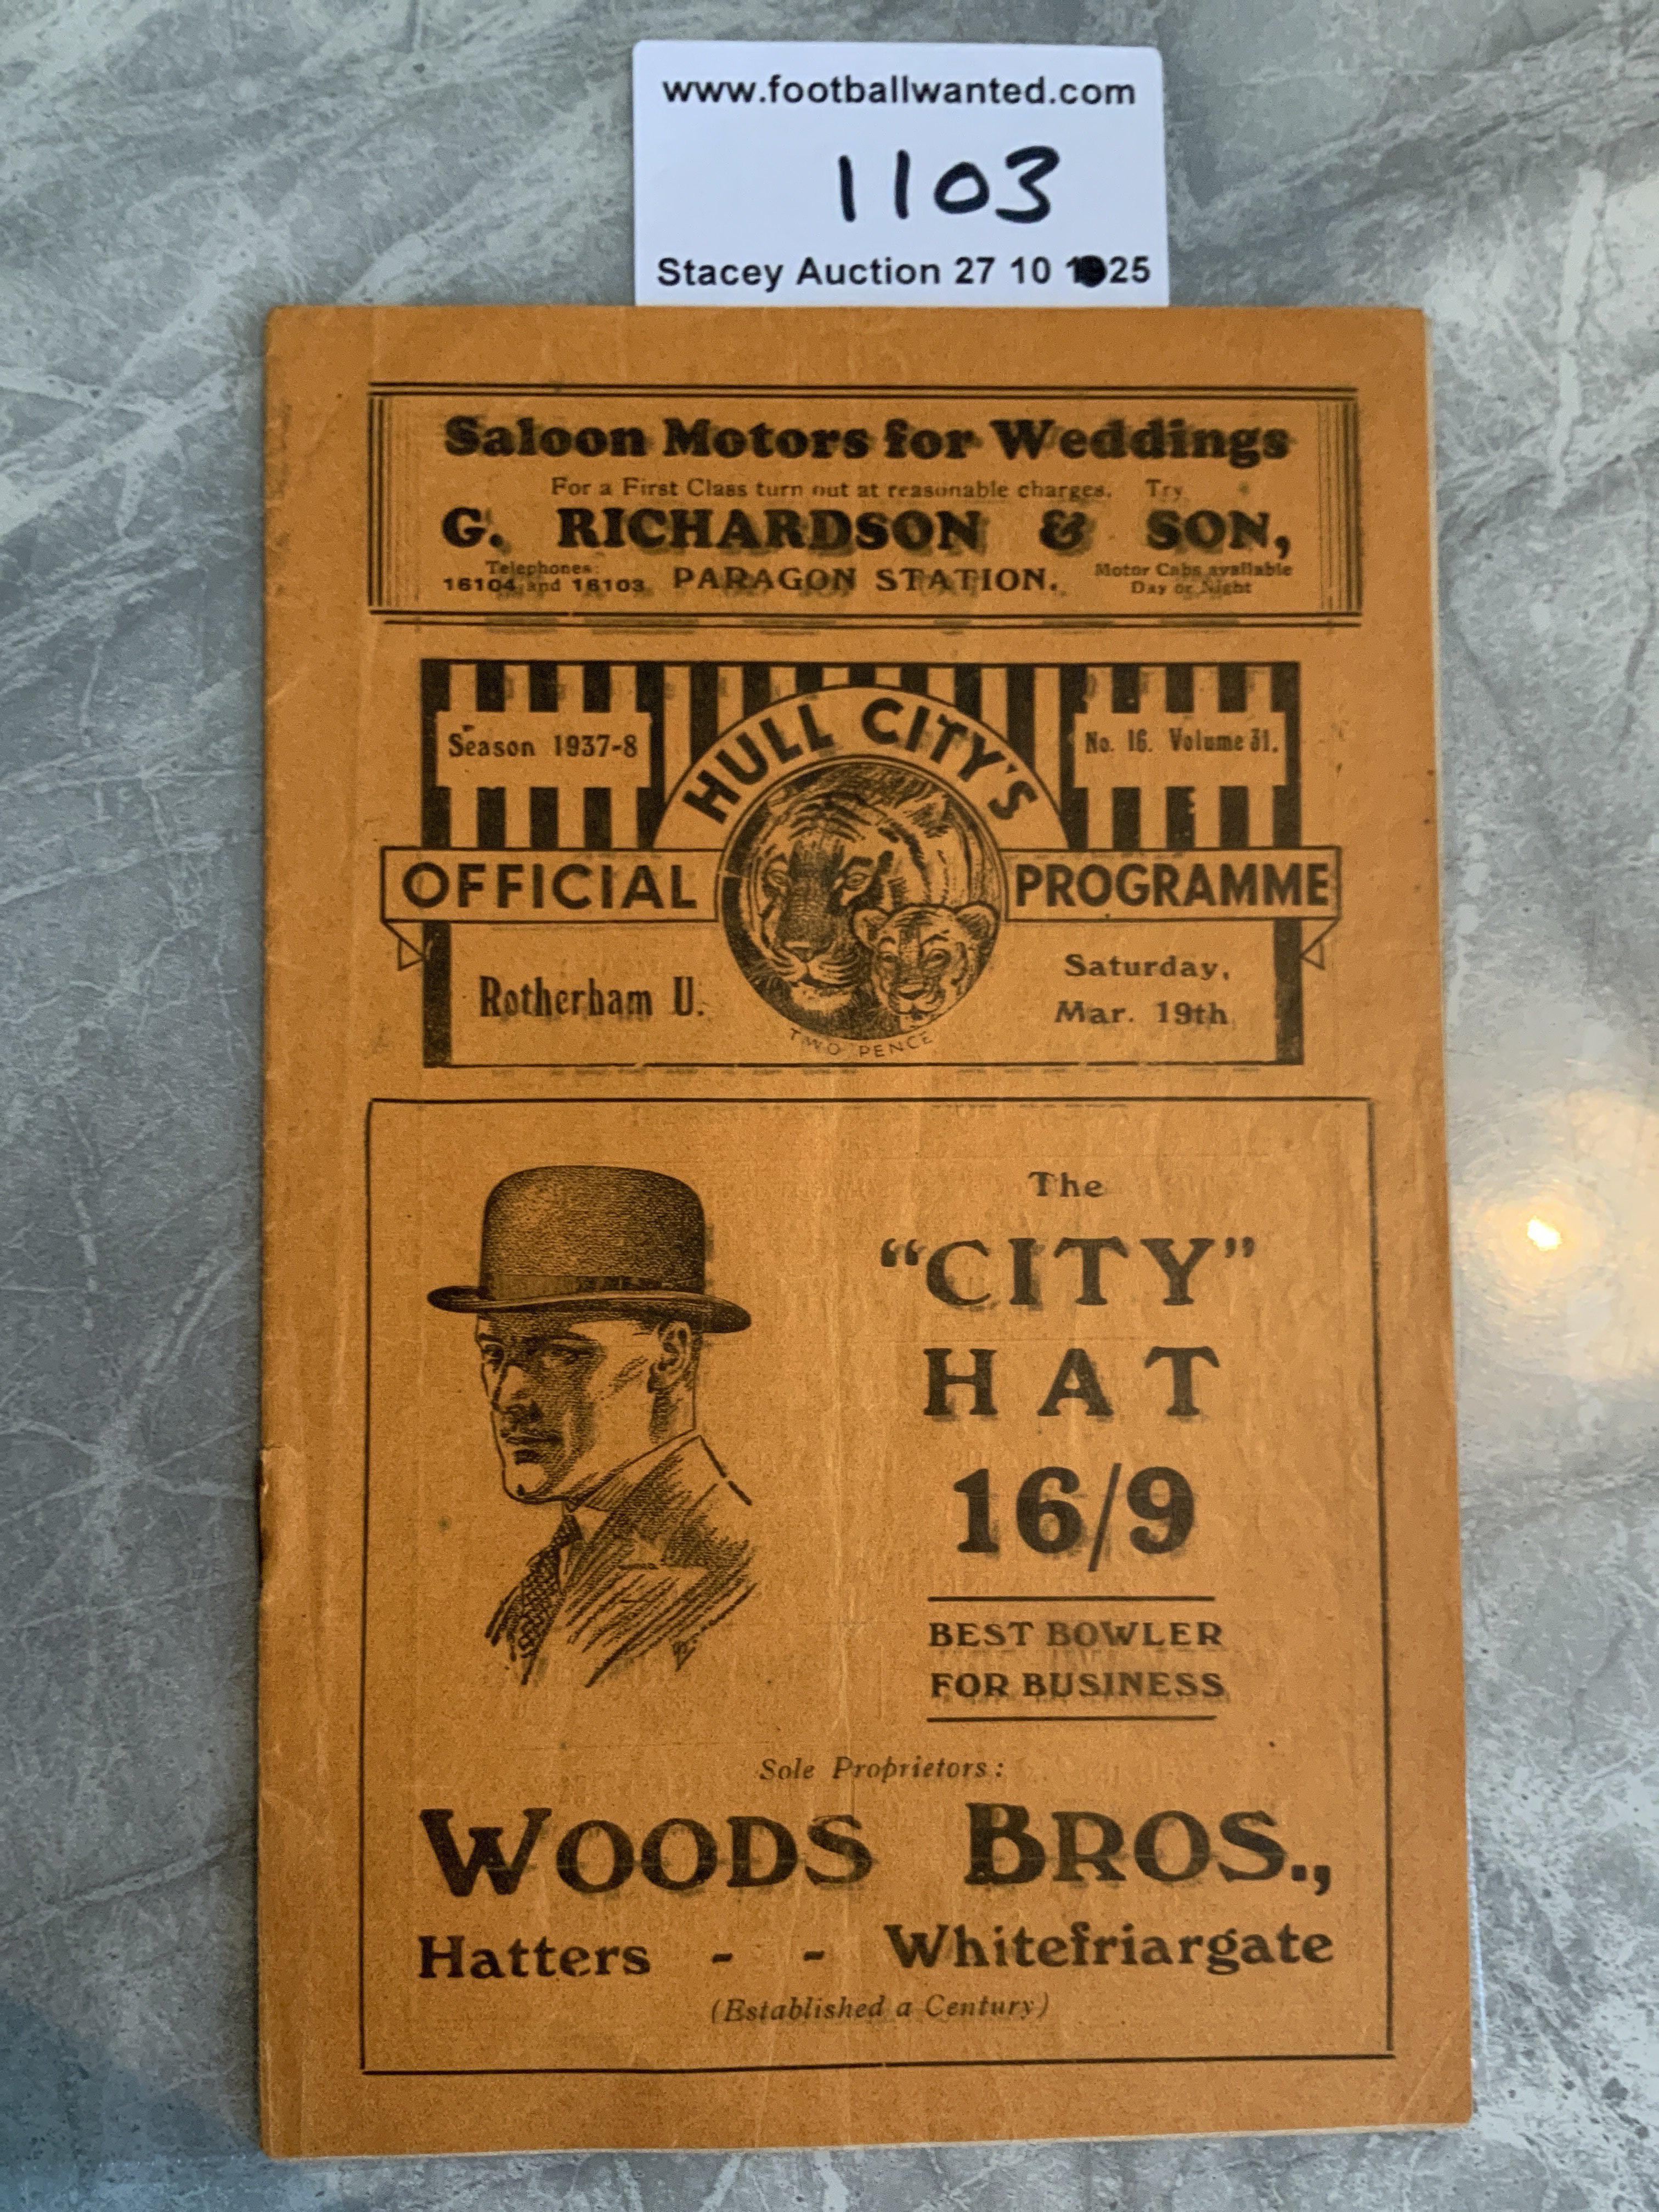 www.footballwanted.com
1103
Stacey Auction 27 10 1925
Saloon Motors for Weddings
For a First Class turn out at reasonable charges. Try
G. RICHARDSON & SON,
Telephones:
16104 and 16103
PARAGON STATION.
Motor Cabs available
Day or Night
Season 1937-8
HULL CITY'S
No. 16. Volume 31.
OFFICIAL PROGRAMME
Rotherham U.
Saturday,
Mar. 19th
TWO PENCE
The
"CITY"
HAT
16/9
BEST BOWLER
FOR BUSINESS
Sole Proprietors:
WOODS BROS.,
Hatters - - Whitefriargate
(Established a Century)